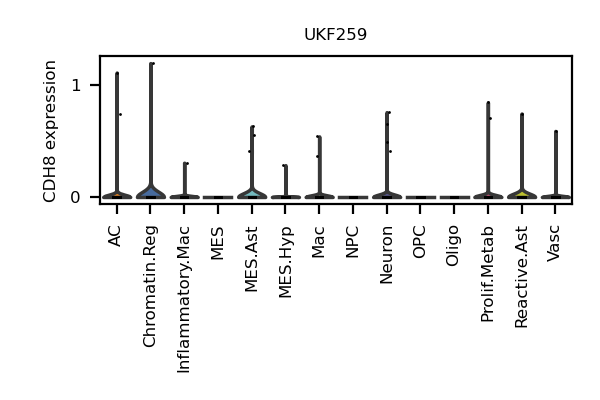 UKF259
CDH8 expression
1
0
AC
Chromatin.Reg
Inflammatory.Mac
MES
MES.Ast
MES.Hyp
Mac
NPC
Neuron
OPC
Oligo
Prolif.Metab
Reactive.Ast
Vasc